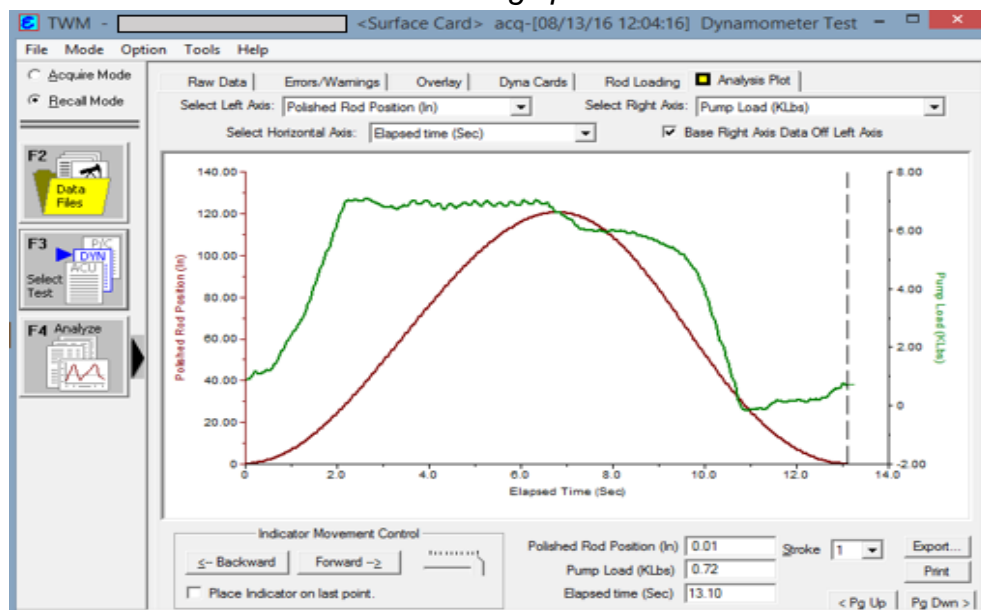 TWM - <Surface Card> acq-[08/13/16 12:04:16] Dynamometer Test
File Mode Option Tools Help
Acquire Mode
Recall Mode
Raw Data Errors/Warnings Overlay Dyna Cards Rod Loading Analysis Plot
Select Left Axis: Polished Rod Position (In) Select Right Axis: Pump Load (KLbs)
Select Horizontal Axis: Elapsed time (Sec) Base Right Axis Data Off Left Axis
F2
Data
Files
F3
P/C
DYN
ACU
Select
Test
F4 Analyze
140.00
120.00
100.00
80.00
60.00
40.00
20.00
0
Polished Rod Position (In)
8.00
6.00
4.00
2.00
0
-2.00
Pump Load (KLbs)
0 2.0 4.0 6.0 8.0 10.0 12.0 14.0
Elapsed Time (Sec)
Indicator Movement Control
<-- Backward Forward -->
Place Indicator on last point.
Polished Rod Position (In) 0.01
Pump Load (KLbs) 0.72
Elapsed time (Sec) 13.10
Stroke 1
Export...
Print
< Pg Up Pg Dwn >